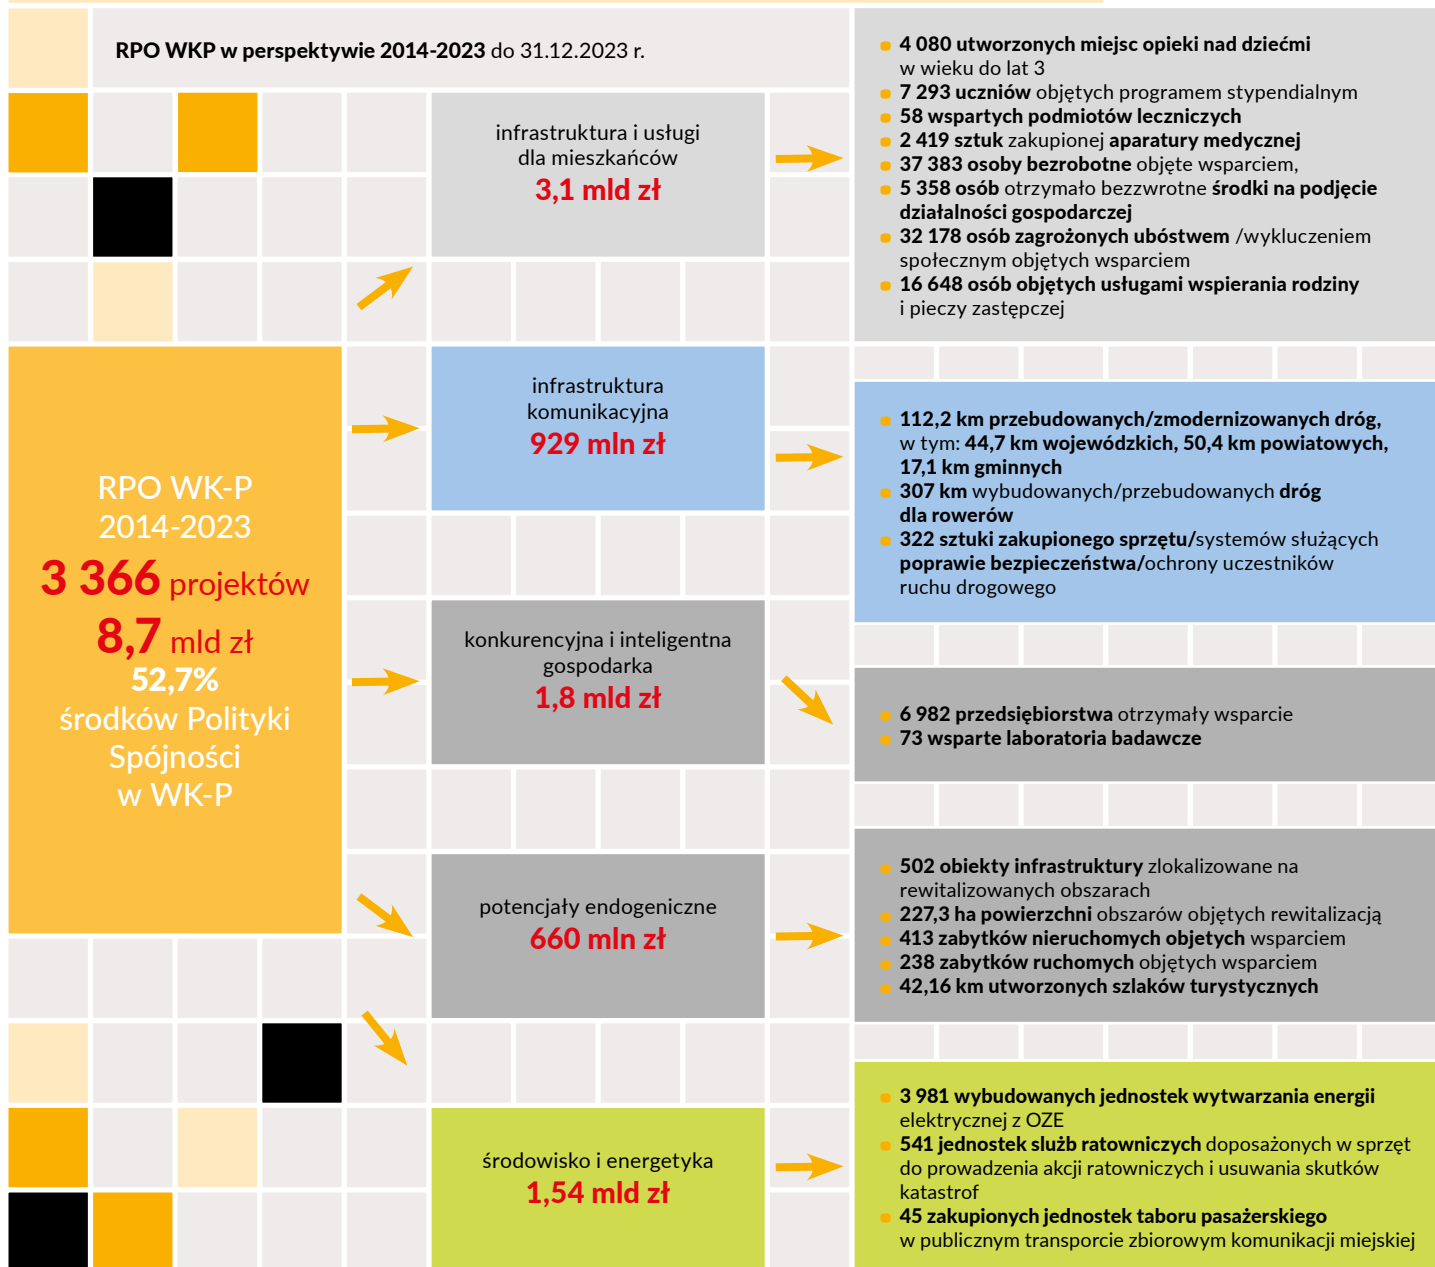 RPO WKP w perspektywie 2014-2023 do 31.12.2023 r.
RPO WK-P
2014-2023
3 366 projektów
8,7 mld zł
52,7%
środków Polityki
Spójności
w WK-P
infrastruktura i usługi
dla mieszkańców
3,1 mld zł
4 080 utworzonych miejsc opieki nad dziećmi
w wieku do lat 3
7 293 uczniów objętych programem stypendialnym
58 wspartych podmiotów leczniczych
2 419 sztuk zakupionej aparatury medycznej
37 383 osoby bezrobotne objęte wsparciem,
5 358 osób otrzymało bezzwrotne środki na podjęcie
działalności gospodarczej
32 178 osób zagrożonych ubóstwem /wykluczeniem
społecznym objętych wsparciem
16 648 osób objętych usługami wspierania rodziny
i pieczy zastępczej
infrastruktura
komunikacyjna
929 mln zł
112,2 km przebudowanych/zmodernizowanych dróg,
w tym: 44,7 km wojewódzkich, 50,4 km powiatowych,
17,1 km gminnych
307 km wybudowanych/przebudowanych dróg
dla rowerów
322 sztuki zakupionego sprzętu/systemów służących
poprawie bezpieczeństwa/ochrony uczestników
ruchu drogowego
konkurencyjna i inteligentna
gospodarka
1,8 mld zł
6 982 przedsiębiorstwa otrzymały wsparcie
73 wsparte laboratoria badawcze
potencjały endogeniczne
660 mln zł
502 obiekty infrastruktury zlokalizowane na
rewitalizowanych obszarach
227,3 ha powierzchni obszarów objętych rewitalizacją
413 zabytków nieruchomych objetych wsparciem
238 zabytków ruchomych objętych wsparciem
42,16 km utworzonych szlaków turystycznych
środowisko i energetyka
1,54 mld zł
3 981 wybudowanych jednostek wytwarzania energii
elektrycznej z OZE
541 jednostek slużb ratowniczych doposażonych w sprzęt
do prowadzenia akcji ratowniczych i usuwania skutków
katastrof
45 zakupionych jednostek taboru pasażerskiego
w publicznym transporcie zbiorowym komunikacji miejskiej